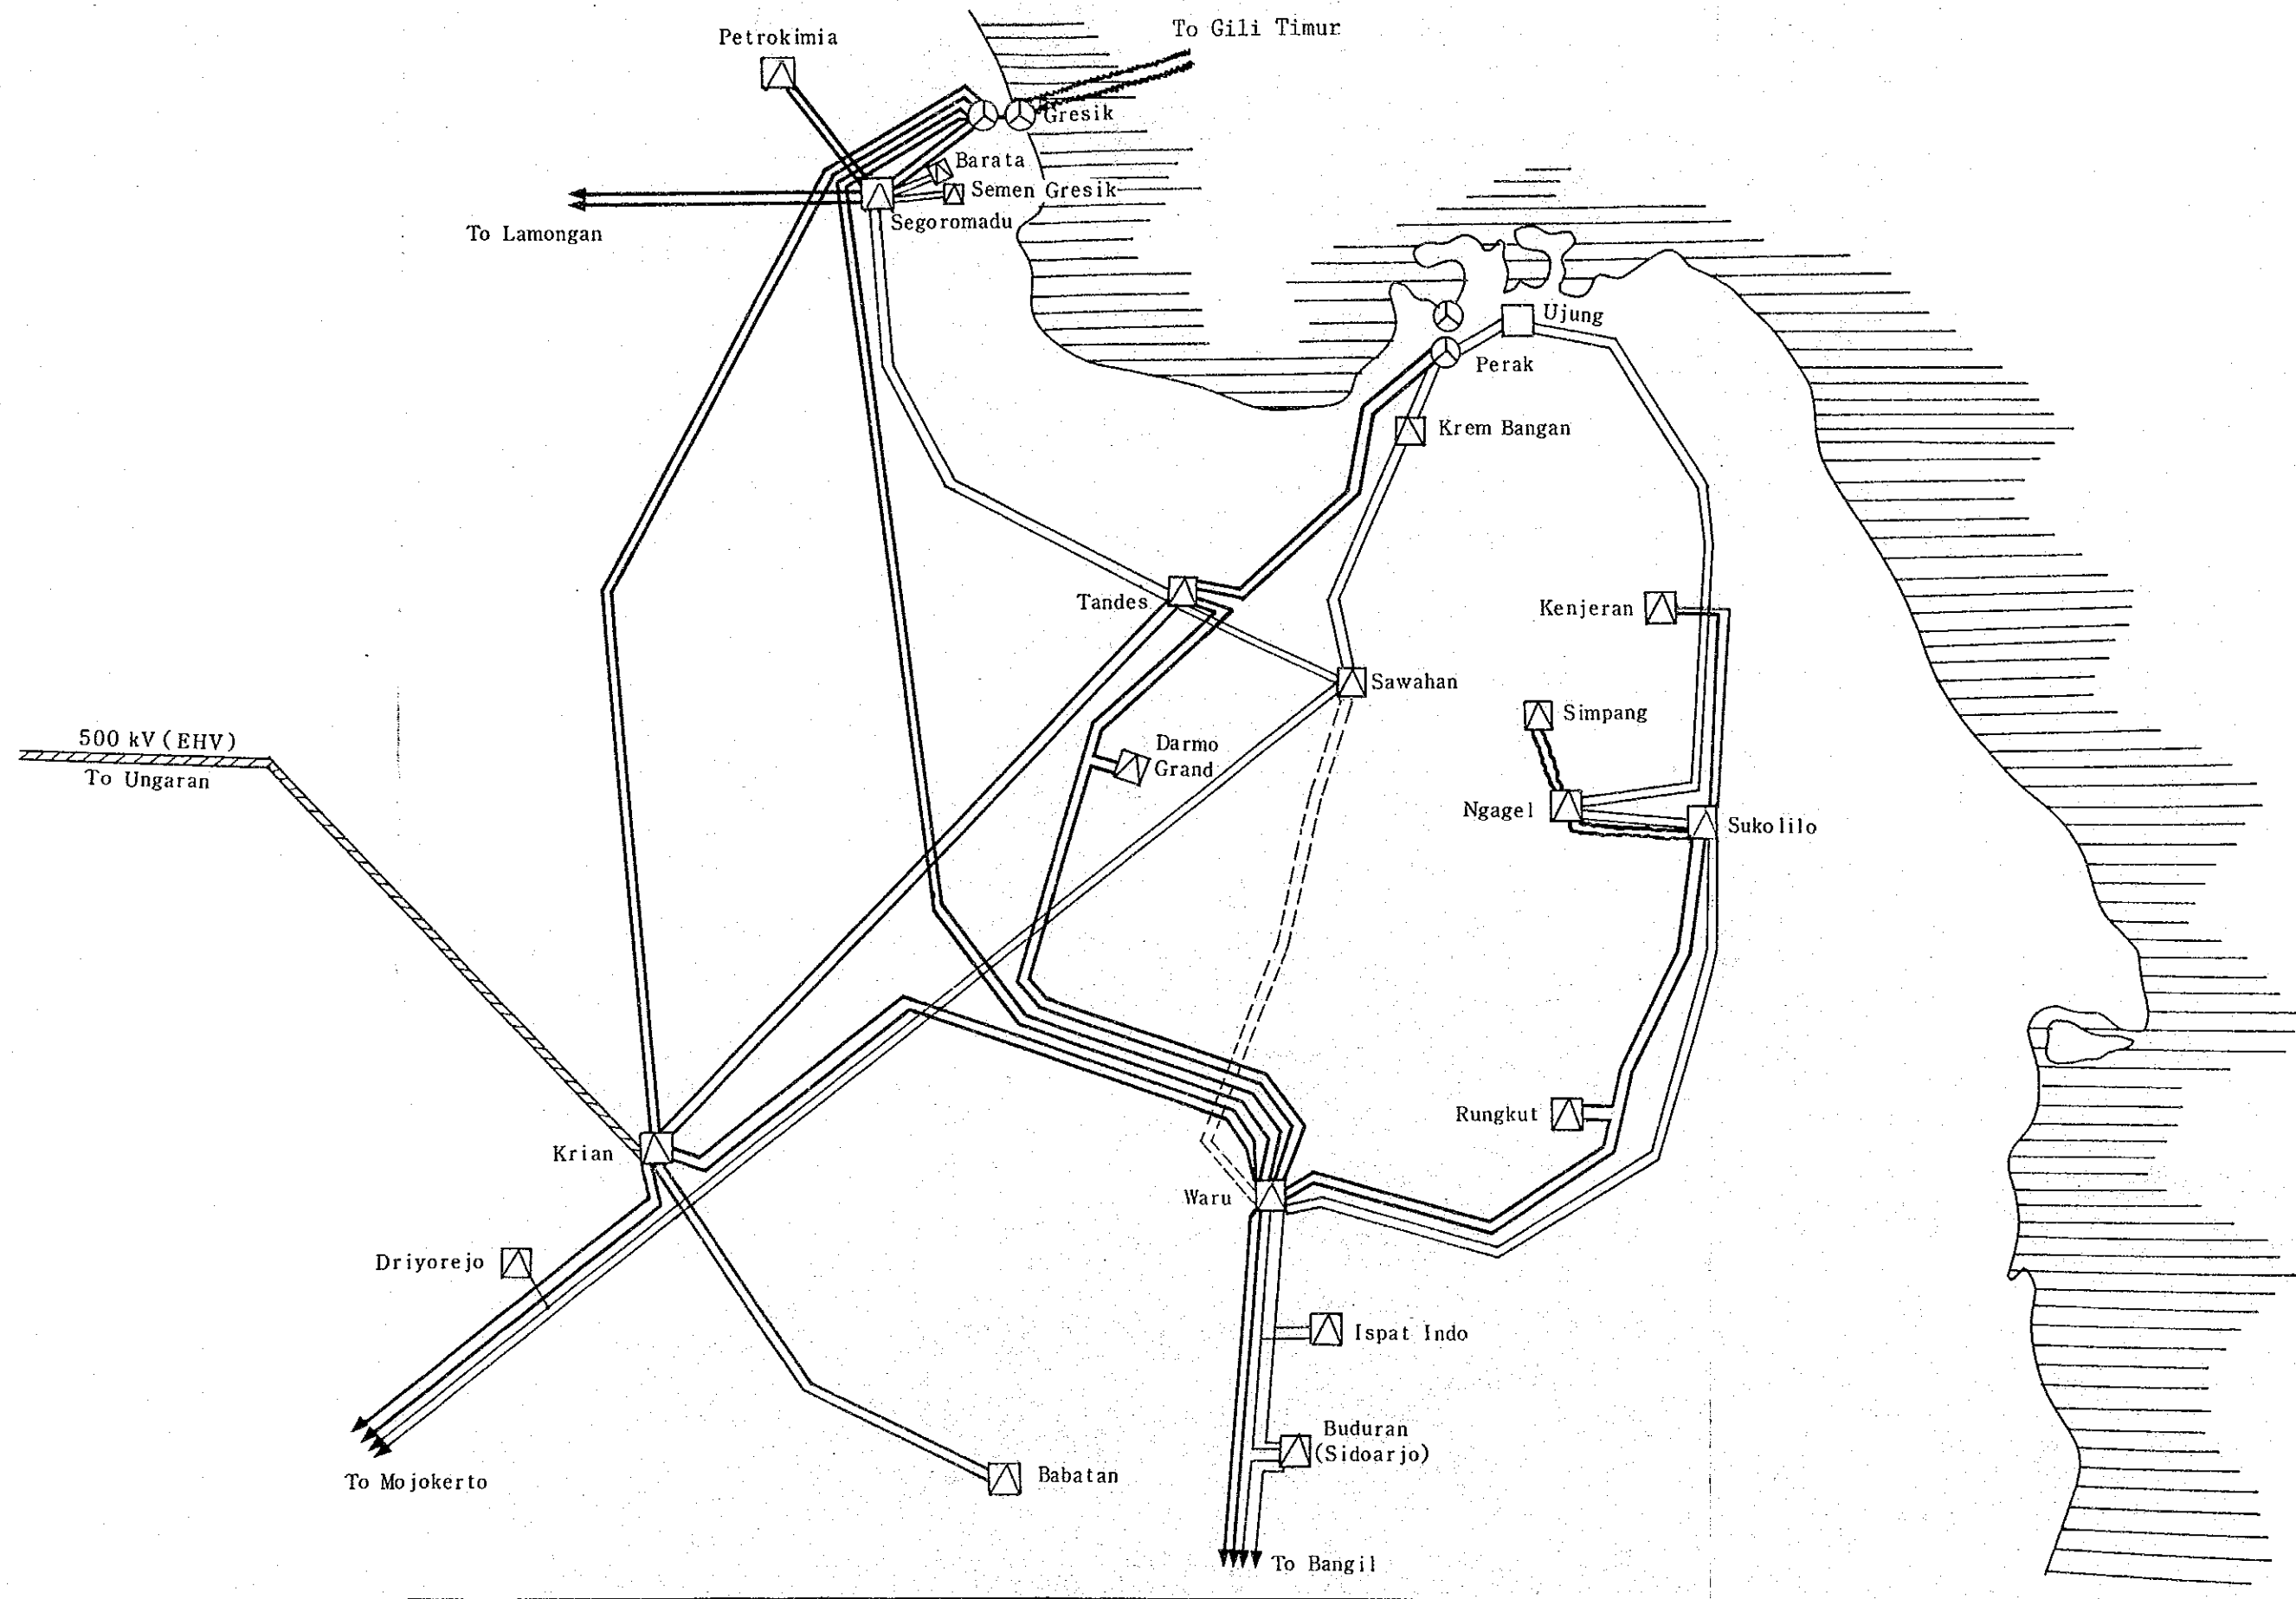 To Gili Timur
Petrokimia
Gresik
Barata
Semen Gresik
Segoromadu
To Lamongan
Ujung
Perak
Krem Bangan
Tandes
Kenjeran
Sawahan
Simpang
500 kV (EHV)
To Ungaran
Darmo
Grand
Ngagel
Sukolilo
Rungkut
Krian
Waru
Driyorejo
Ispat Indo
Buduran
(Sidoarjo)
To Mojokerto
Babatan
To Bangil